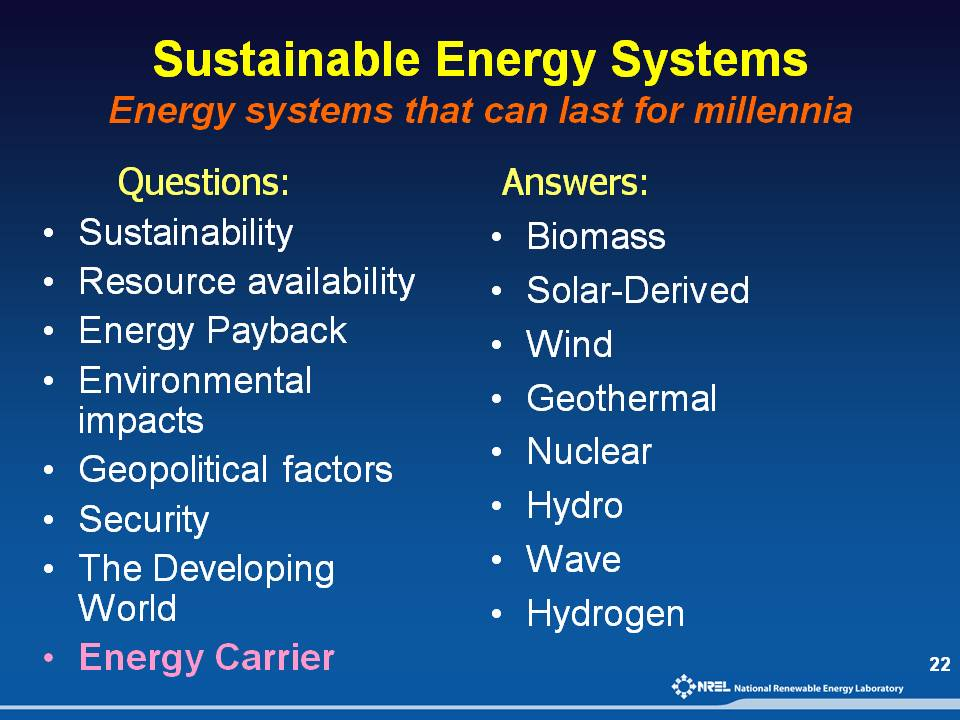 Sustainable Energy Systems
Energy systems that can last for millennia
Questions:
• Sustainability
• Resource availability
• Energy Payback
• Environmental
impacts
• Geopolitical factors
• Security
• The Developing
World
• Energy Carrier
Answers:
• Biomass
• Solar-Derived
• Wind
• Geothermal
• Nuclear
• Hydro
• Wave
• Hydrogen
22
NREL National Renewable Energy Laboratory